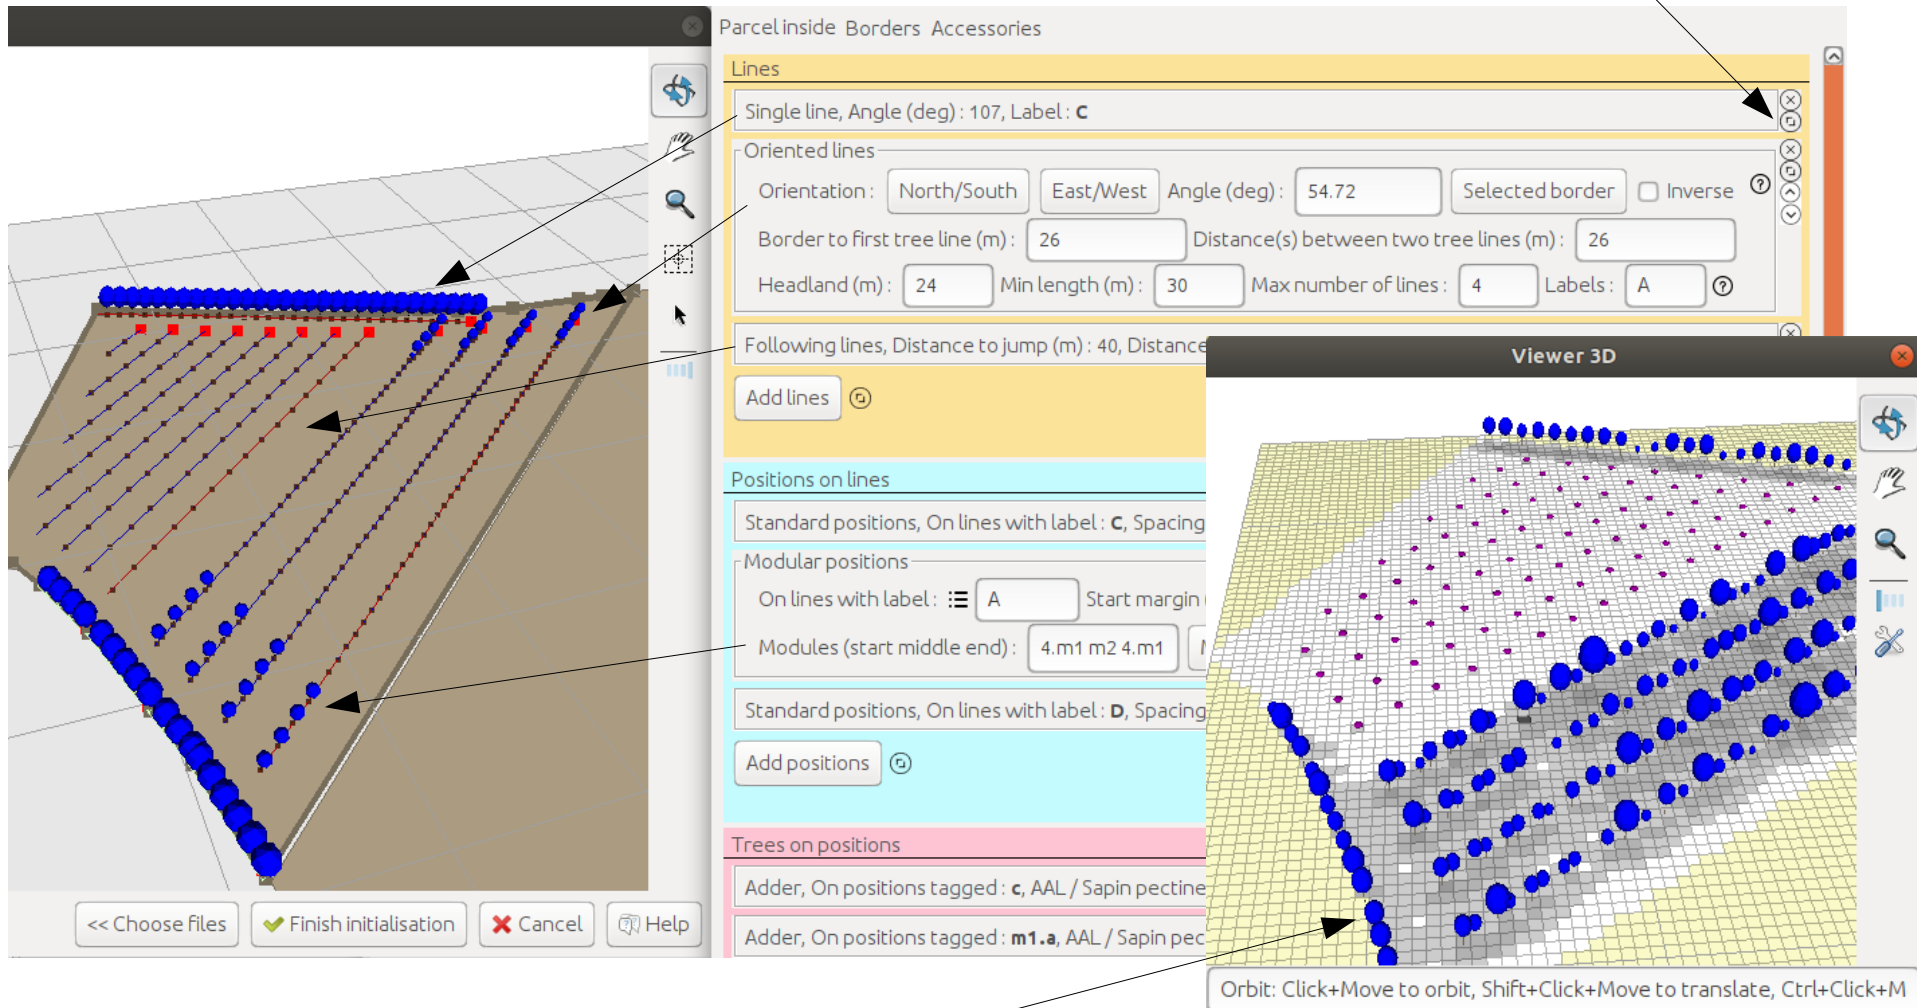 Parcel inside Borders Accessories
Lines
Single line, Angle (deg) : 107, Label : C
Oriented lines
Orientation : North/South East/West Angle (deg) : 54.72 Selected border Inverse
Border to first tree line (m) : 26 Distance(s) between two tree lines (m) : 26
Headland (m) : 24 Min length (m) : 30 Max number of lines : 4 Labels : A
Following lines, Distance to jump (m) : 40, Distance
Add lines
Positions on lines
Standard positions, On lines with label : C, Spacing
Modular positions
On lines with label : A Start margin (
Modules (start middle end) : 4.m1 m2 4.m1
Standard positions, On lines with label : D, Spacing
Add positions
Trees on positions
Adder, On positions tagged : c, AAL / Sapin pectine
Adder, On positions tagged : m1.a, AAL / Sapin pec
<< Choose files Finish initialisation Cancel Help
Viewer 3D
Orbit: Click+Move to orbit, Shift+Click+Move to translate, Ctrl+Click+M